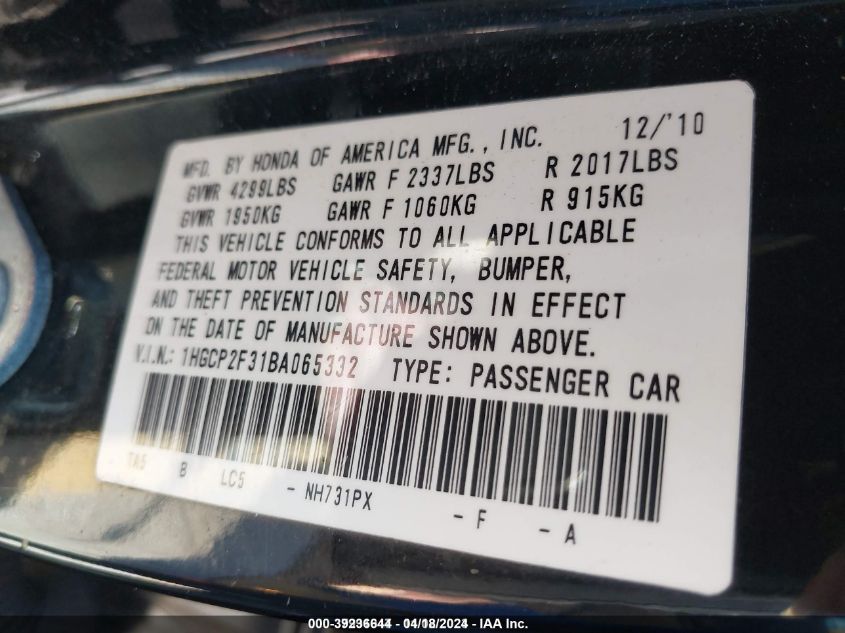 MFD. BY HONDA OF AMERICA MFG., INC. 12/'10
GVWR 4299LBS GAWR F 2337LBS R 2017LBS
GVWR 1950KG GAWR F 1060KG R 915KG
THIS VEHICLE CONFORMS TO ALL APPLICABLE
FEDERAL MOTOR VEHICLE SAFETY, BUMPER,
AND THEFT PREVENTION STANDARDS IN EFFECT
ON THE DATE OF MANUFACTURE SHOWN ABOVE.
V.I.N.: 1HGCP2F31BA065332 TYPE: PASSENGER CAR
TA5 B LC5 - NH731PX - F - A
000-39236644 - 04/18/2024 - IAA Inc.